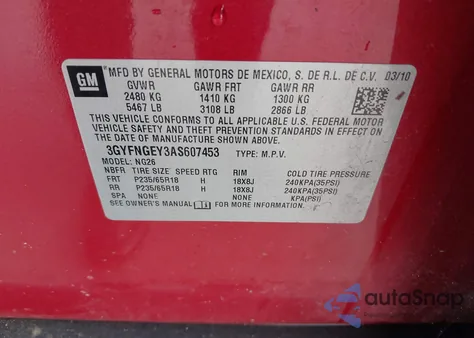 GM
MFD BY GENERAL MOTORS DE MEXICO, S. DE R.L. DE C.V. 03/10
GVWR GAWR FRT GAWR RR
2480 KG 1410 KG 1300 KG
5467 LB 3108 LB 2866 LB
THIS VEHICLE CONFORMS TO ALL APPLICABLE U.S. FEDERAL MOTOR
VEHICLE SAFETY AND THEFT PREVENTION STANDARDS IN EFFECT ON
THE DATE OF MANUFACTURE SHOWN ABOVE.
3GYFNGEY3AS607453 TYPE: M.P.V.
MODEL: NG26
NBFR TIRE SIZE SPEED RTG RIM COLD TIRE PRESSURE
FRT P235/65R18 H 18X8J 240KPA(35PSI)
RR P235/65R18 H 18X8J 240KPA(35PSI)
SPA NONE NONE KPA(PSI)
SEE OWNER'S MANUAL FOR ADDITIONAL INFORMATION.
autoSnap